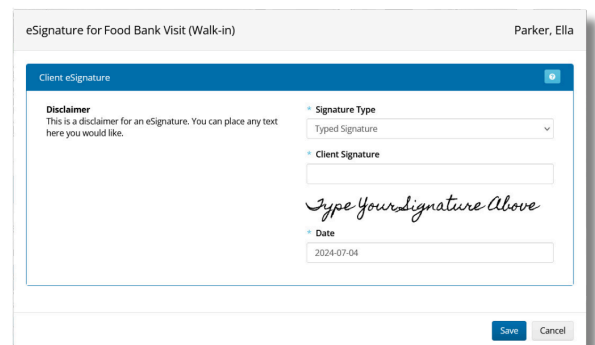 eSignature for Food Bank Visit (Walk-in)
Parker, Ella
Client eSignature
Disclaimer
This is a disclaimer for an eSignature. You can place any text
here you would like.
* Signature Type
Typed Signature
* Client Signature
Type Your Signature Above
* Date
2024-07-04
Save
Cancel